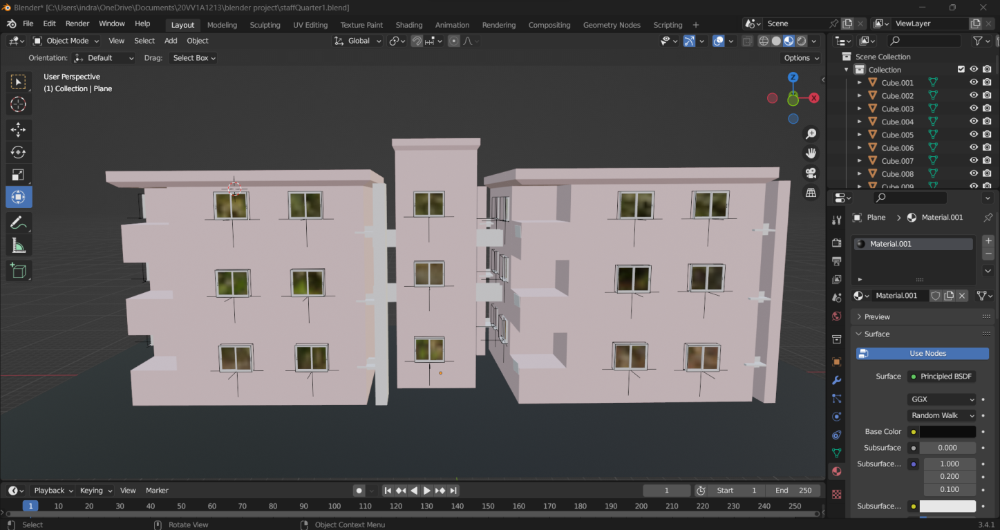 Blender* [C:\Users\indra\OneDrive\Documents\20VV1A1213\blender project\staffQuarter1.blend]
File Edit Render Window Help Layout Modeling Sculpting UV Editing Texture Paint Shading Animation Rendering Compositing Geometry Nodes Scripting + Scene ViewLayer
Object Mode View Select Add Object Global
Orientation: Default Drag: Select Box Options
User Perspective
(1) Collection | Plane
Z
X
Scene Collection
Collection
Cube.001
Cube.002
Cube.003
Cube.004
Cube.005
Cube.006
Cube.007
Cube.008
Cube.009
Plane > Material.001
Material.001
Material.001
Preview
Surface
Use Nodes
Surface Principled BSDF
GGX
Random Walk
Base Color
Subsurface 0.000
Subsurface... 1.000
0.200
0.100
Subsurface...
Playback Keying View Marker 1 Start 1 End 250
1 10 20 30 40 50 60 70 80 90 100 110 120 130 140 150 160 170 180 190 200 210 220 230 240 250
Select Rotate View Object Context Menu 3.4.1